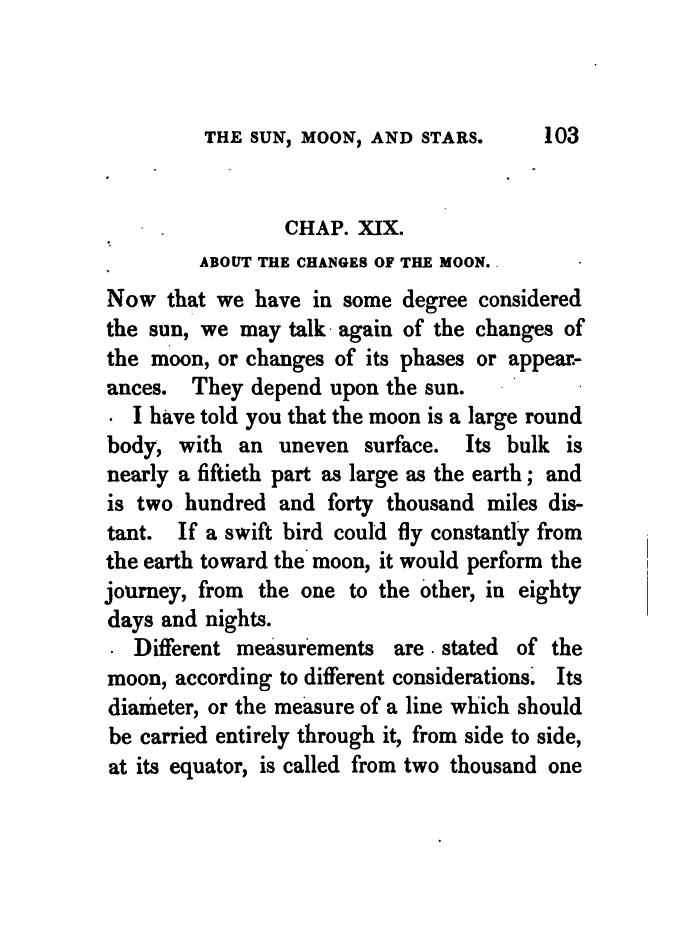 THE SUN, MOON, AND STARS. 103
CHAP. XIX.
ABOUT THE CHANGES OF THE MOON.
Now that we have in some degree considered
the sun, we may talk again of the changes of
the moon, or changes of its phases or appear-
ances. They depend upon the sun.
I have told you that the moon is a large round
body, with an uneven surface. Its bulk is
nearly a fiftieth part as large as the earth; and
is two hundred and forty thousand miles dis-
tant. If a swift bird could fly constantly from
the earth toward the moon, it would perform the
journey, from the one to the other, in eighty
days and nights.
Different measurements are stated of the
moon, according to different considerations. Its
diameter, or the measure of a line which should
be carried entirely through it, from side to side,
at its equator, is called from two thousand one